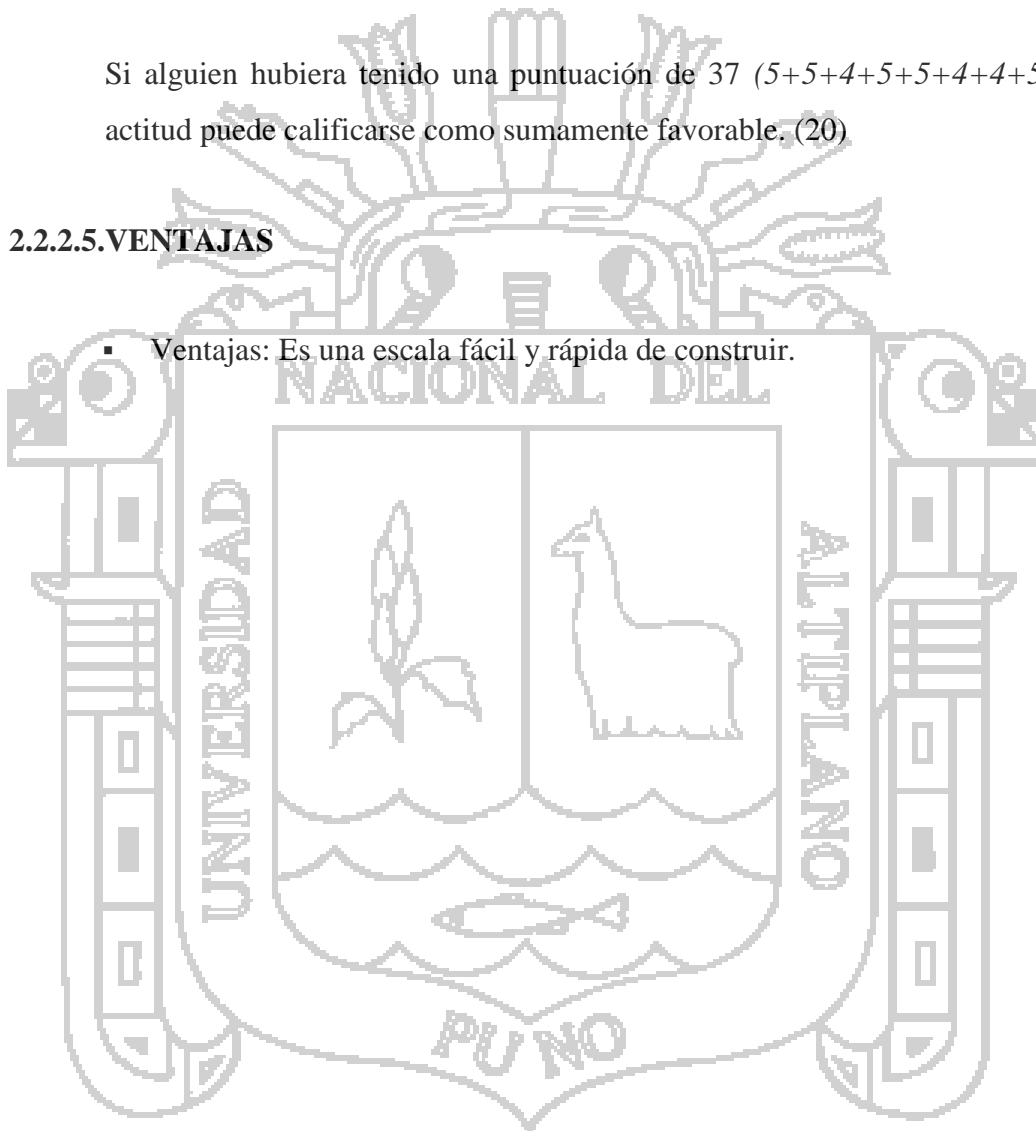 Si alguien hubiera tenido una puntuación de 37 (5+5+4+5+5+4+4+5
actitud puede calificarse como sumamente favorable. (20)
2.2.2.5.VENTAJAS
▪ Ventajas: Es una escala fácil y rápida de construir.
NACIONAL DEL
UNIVERSIDAD
ALTIPLANO
PUNO